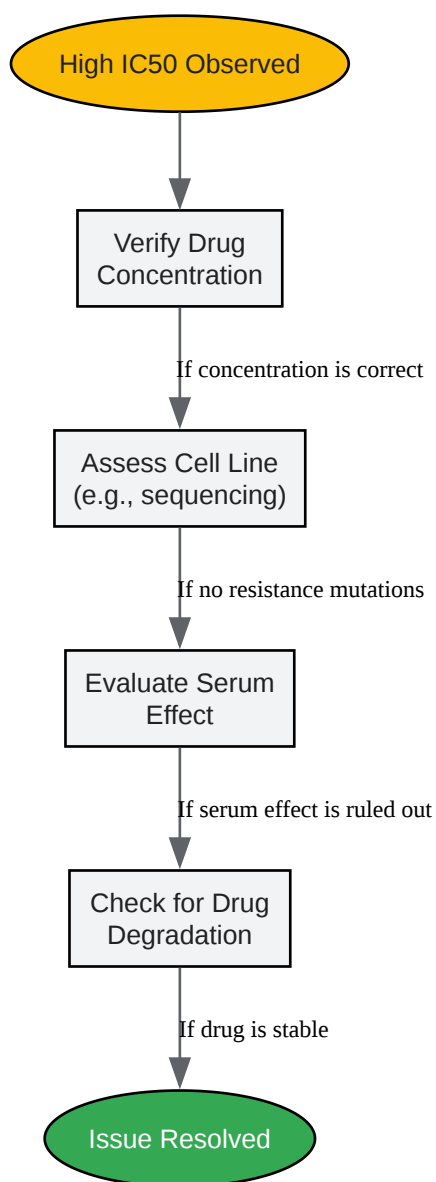 High IC50 Observed
Verify Drug
Concentration
If concentration is correct
Assess Cell Line
(e.g., sequencing)
If no resistance mutations
Evaluate Serum
Effect
If serum effect is ruled out
Check for Drug
Degradation
If drug is stable
Issue Resolved